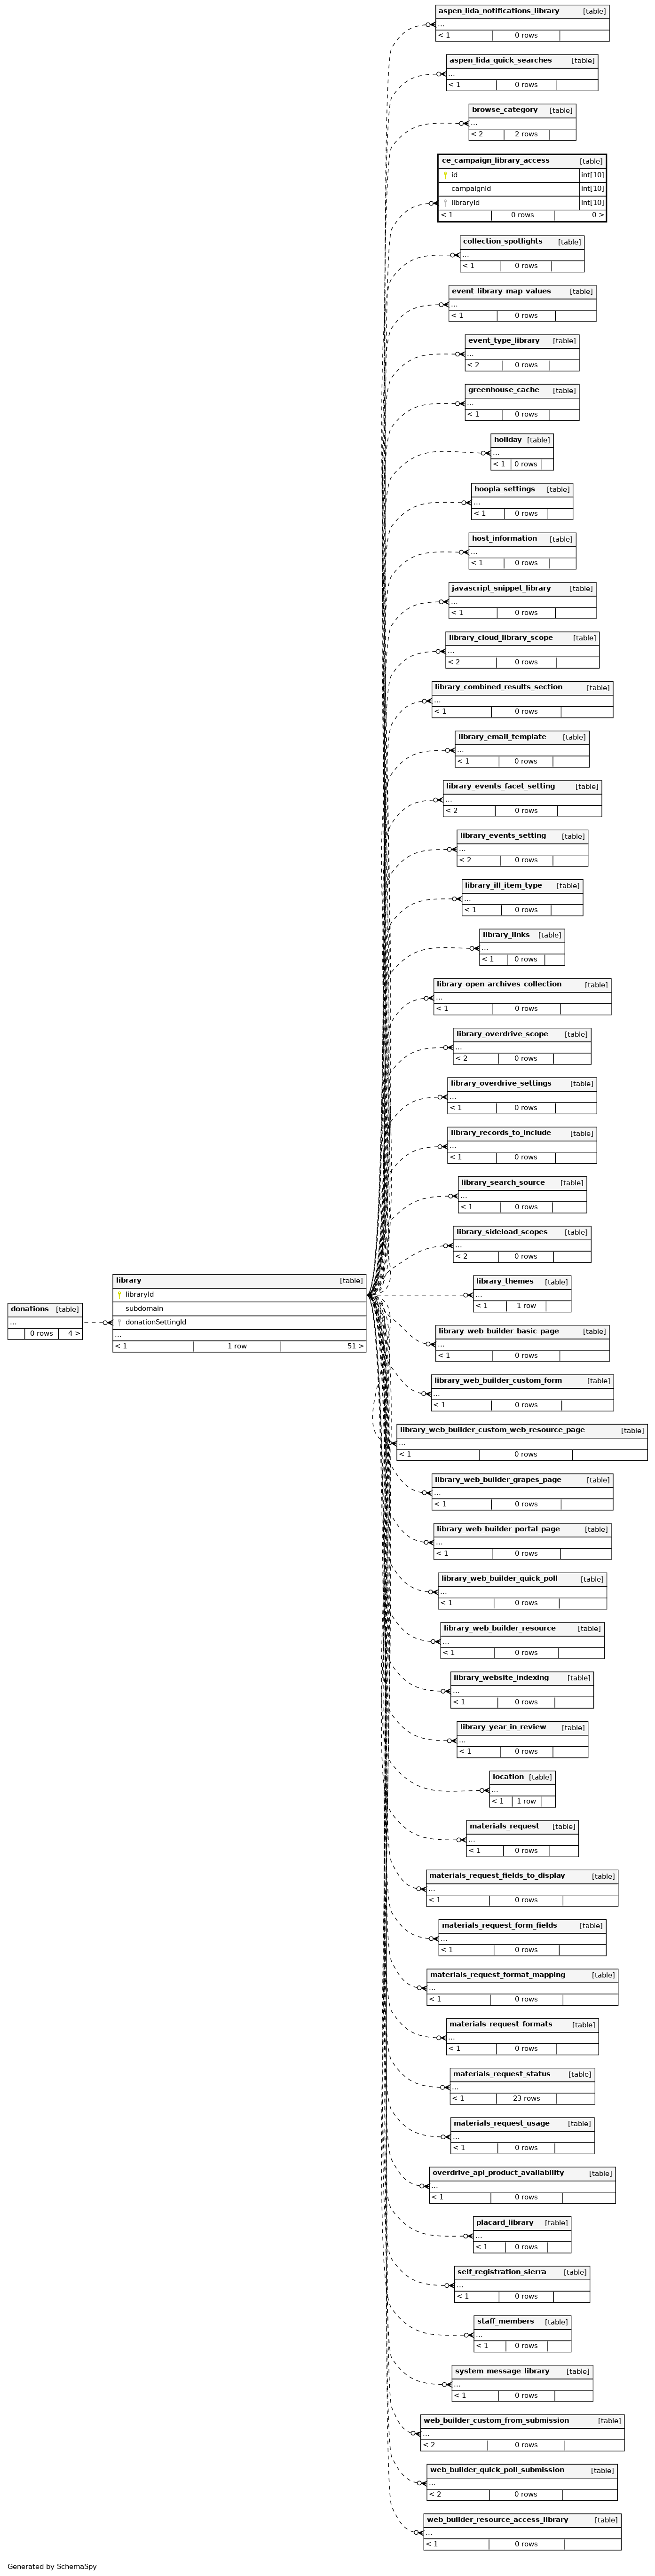 aspen_lida_notifications_library [table]
...
< 1 0 rows
aspen_lida_quick_searches [table]
...
< 1 0 rows
browse_category [table]
...
< 2 2 rows
ce_campaign_library_access [table]
id int[10]
campaignId int[10]
libraryId int[10]
< 1 0 rows 0 >
collection_spotlights [table]
...
< 1 0 rows
event_library_map_values [table]
...
< 1 0 rows
event_type_library [table]
...
< 2 0 rows
greenhouse_cache [table]
...
< 1 0 rows
holiday [table]
...
< 1 0 rows
hoopla_settings [table]
...
< 1 0 rows
host_information [table]
...
< 1 0 rows
javascript_snippet_library [table]
...
< 1 0 rows
library_cloud_library_scope [table]
...
< 2 0 rows
library_combined_results_section [table]
...
< 1 0 rows
library_email_template [table]
...
< 1 0 rows
library_events_facet_setting [table]
...
< 2 0 rows
library_events_setting [table]
...
< 2 0 rows
library_ill_item_type [table]
...
< 1 0 rows
library_links [table]
...
< 1 0 rows
library_open_archives_collection [table]
...
< 1 0 rows
library_overdrive_scope [table]
...
< 2 0 rows
library_overdrive_settings [table]
...
< 1 0 rows
library_records_to_include [table]
...
< 1 0 rows
library_search_source [table]
...
< 1 0 rows
library_sideload_scopes [table]
...
< 2 0 rows
library_themes [table]
...
< 1 1 row
donations [table]
...
0 rows 4 >
library [table]
libraryId
subdomain
donationSettingId
...
< 1 1 row 51 >
library_web_builder_basic_page [table]
...
< 1 0 rows
library_web_builder_custom_form [table]
...
< 1 0 rows
library_web_builder_custom_web_resource_page [table]
...
< 1 0 rows
library_web_builder_grapes_page [table]
...
< 1 0 rows
library_web_builder_portal_page [table]
...
< 1 0 rows
library_web_builder_quick_poll [table]
...
< 1 0 rows
library_web_builder_resource [table]
...
< 1 0 rows
library_website_indexing [table]
...
< 1 0 rows
library_year_in_review [table]
...
< 1 0 rows
location [table]
...
< 1 1 row
materials_request [table]
...
< 1 0 rows
materials_request_fields_to_display [table]
...
< 1 0 rows
materials_request_form_fields [table]
...
< 1 0 rows
materials_request_format_mapping [table]
...
< 1 0 rows
materials_request_formats [table]
...
< 1 0 rows
materials_request_status [table]
...
< 1 23 rows
materials_request_usage [table]
...
< 1 0 rows
overdrive_api_product_availability [table]
...
< 1 0 rows
placard_library [table]
...
< 1 0 rows
self_registration_sierra [table]
...
< 1 0 rows
staff_members [table]
...
< 1 0 rows
system_message_library [table]
...
< 1 0 rows
web_builder_custom_from_submission [table]
...
< 2 0 rows
web_builder_quick_poll_submission [table]
...
< 2 0 rows
web_builder_resource_access_library [table]
...
< 1 0 rows
Generated by SchemaSpy